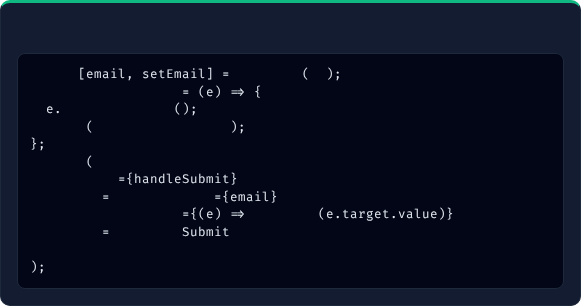 [email, setEmail] = ( );
= (e) => {
e. ();
( );
};
(
={handleSubmit}
= ={email}
={(e) => (e.target.value)}
= Submit
);